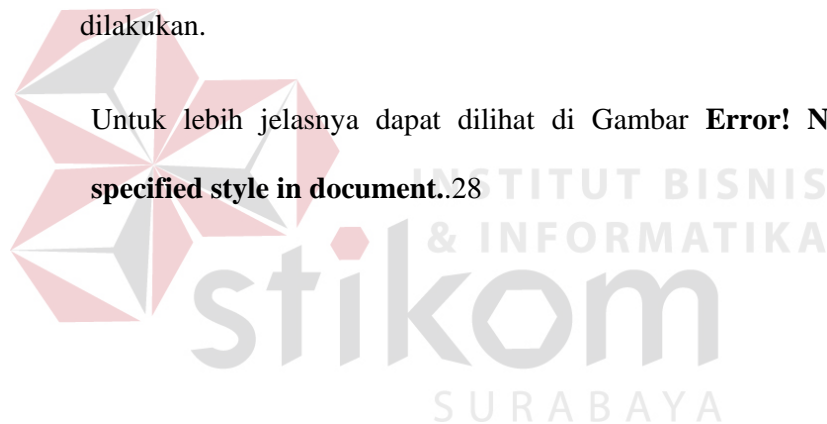 dilakukan.
Untuk lebih jelasnya dapat dilihat di Gambar Error! N
specified style in document..28
INSTITUT BISNIS
& INFORMATIKA
stikom
SURABAYA